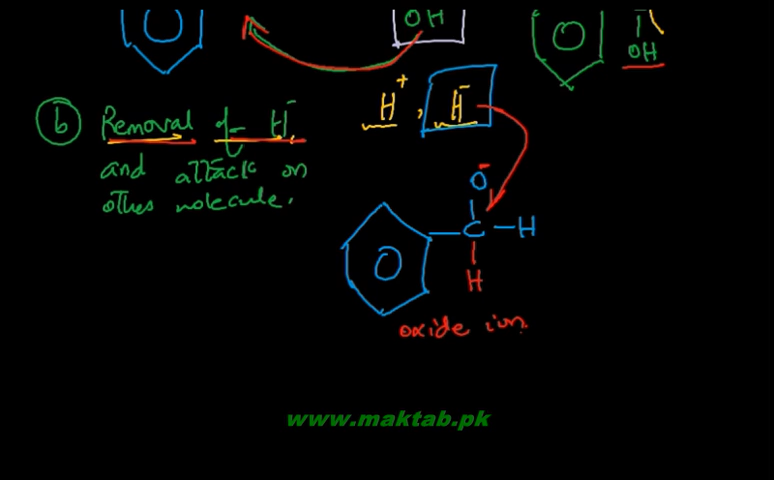 OH
OH
H+, H-
(b) Removal of H-
and attack on
other molecule.
O-
C - H
H
oxide ion.
www.maktab.pk